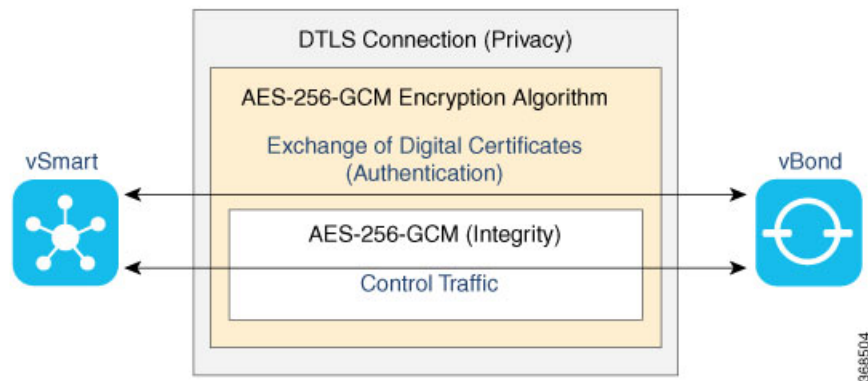 DTLS Connection (Privacy)
AES-256-GCM Encryption Algorithm
Exchange of Digital Certificates
(Authentication)
vSmart
vBond
AES-256-GCM (Integrity)
Control Traffic
368504